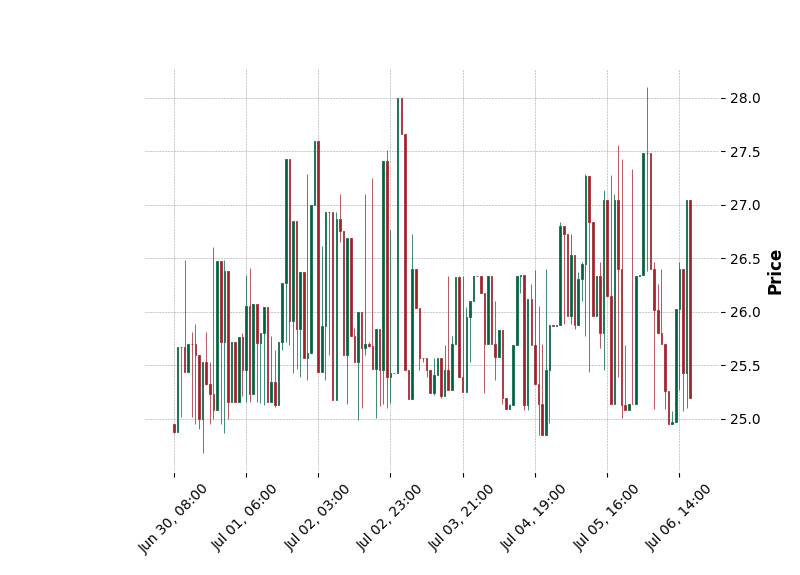 28.0
27.5
27.0
26.5
26.0
25.5
25.0
Price
Jun 30, 08:00
Jul 01, 06:00
Jul 02, 03:00
Jul 02, 23:00
Jul 03, 21:00
Jul 04, 19:00
Jul 05, 16:00
Jul 06, 14:00